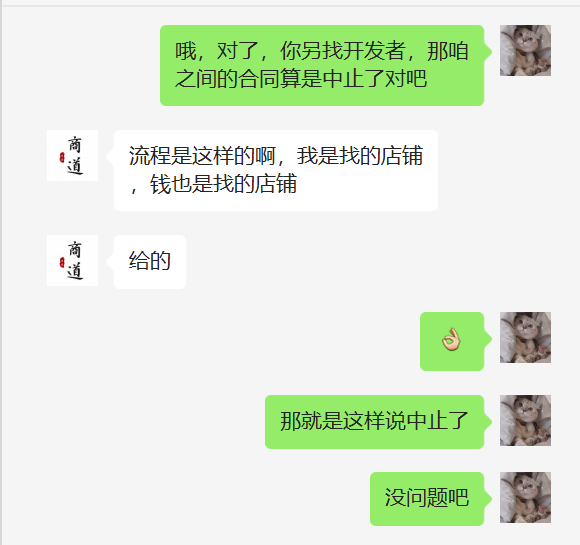 哦，对了，你另找开发者，那咱
之间的合同算是中止了对吧
商道
流程是这样的啊，我是找的店铺
，钱也是找的店铺
商道
给的
👌🏼
那就是这样说中止了
没问题吧